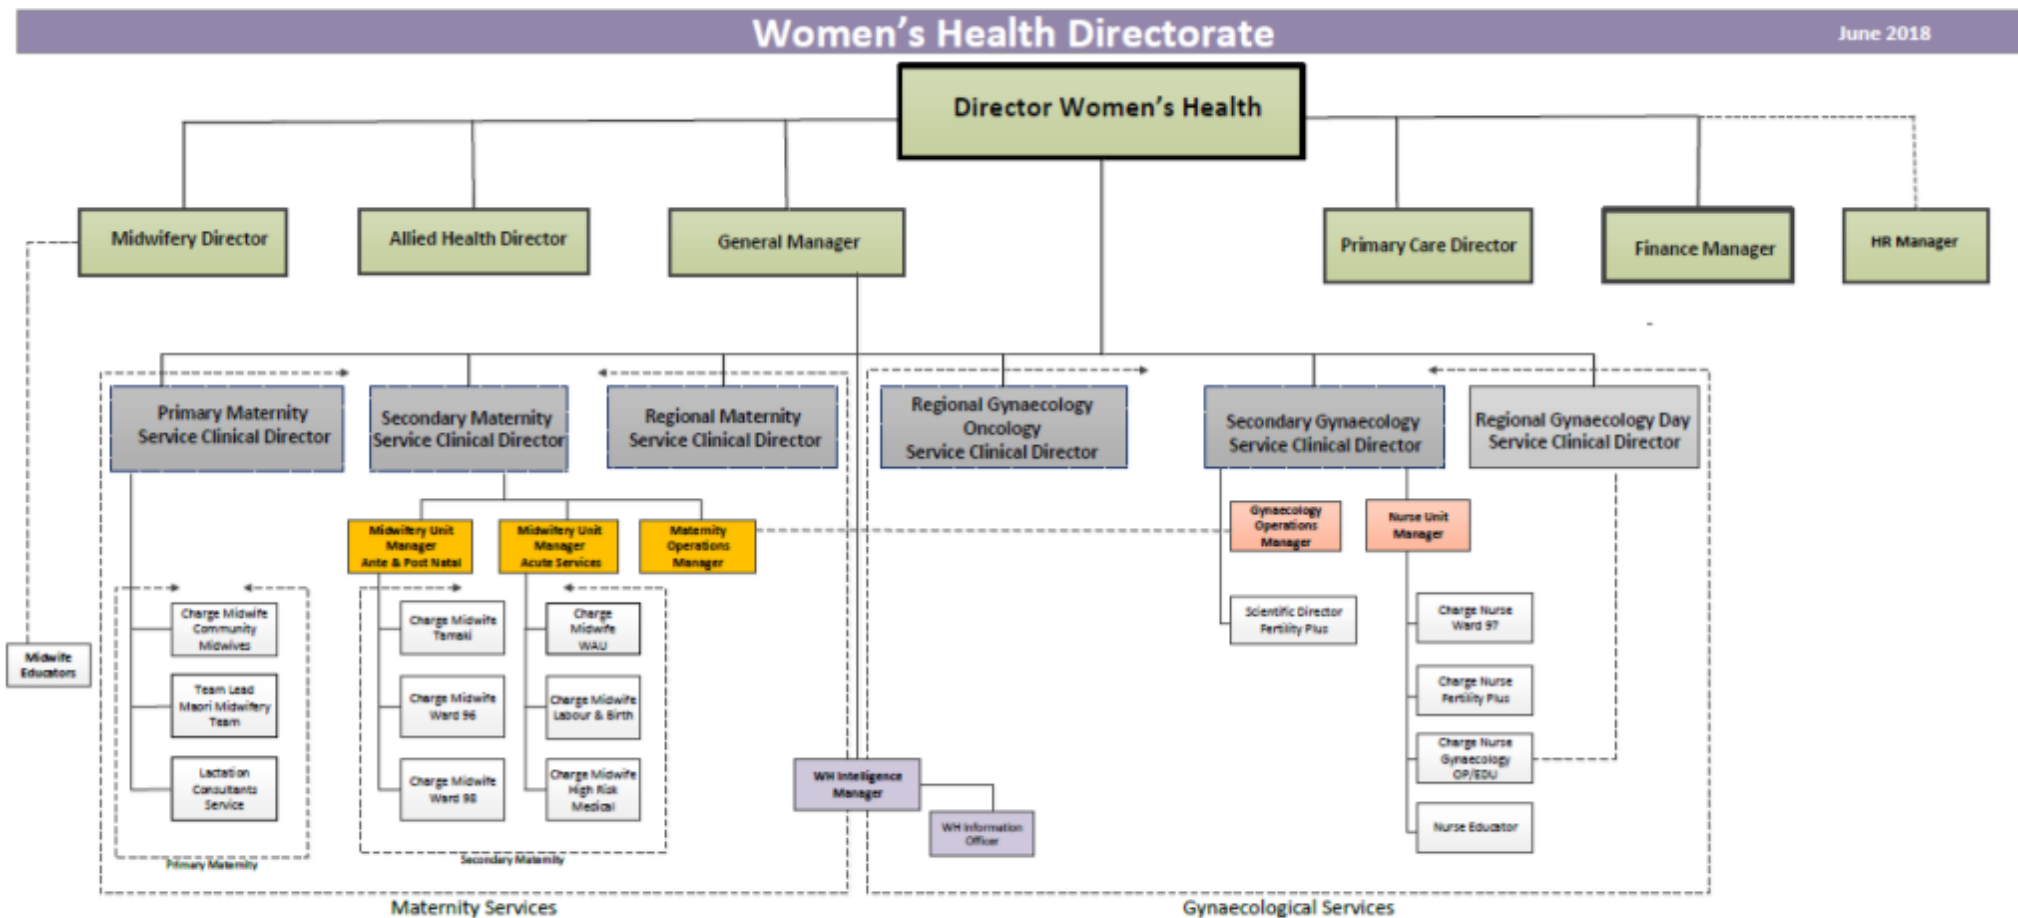 Women's Health Directorate
June 2018
Director Women's Health
Midwifery Director
Allied Health Director
General Manager
Primary Care Director
Finance Manager
HR Manager
Primary Maternity
Service Clinical Director
Secondary Maternity
Service Clinical Director
Regional Maternity
Service Clinical Director
Regional Gynaecology
Oncology
Service Clinical Director
Secondary Gynaecology
Service Clinical Director
Regional Gynaecology Day
Service Clinical Director
Midwifery Unit
Manager
Ante & Post Natal
Midwifery Unit
Manager
Acute Services
Maternity
Operations
Manager
Gynaecology
Operations
Manager
Nurse Unit
Manager
Midwife
Educators
Charge Midwife
Community
Midwives
Team Lead
Maori Midwifery
Team
Lactation
Consultants
Service
Primary Maternity
Charge Midwife
Tamaki
Charge Midwife
Ward 96
Charge Midwife
Ward 98
Charge
Midwife
WAU
Charge Midwife
Labour & Birth
Charge Midwife
High Risk
Medical
Secondary Maternity
WH Intelligence
Manager
WH Information
Officer
Scientific Director
Fertility Plus
Charge Nurse
Ward 97
Charge Nurse
Fertility Plus
Charge Nurse
Gynaecology
OP/EDU
Nurse Educator
Maternity Services
Gynaecological Services